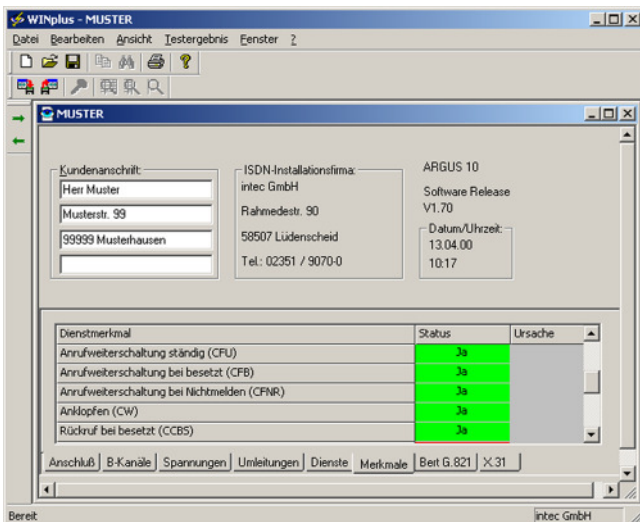 WINplus - MUSTER
Datei Bearbeiten Ansicht Testergebnis Fenster ?
MUSTER
Kundenanschrift:
Herr Muster
Musterstr. 99
99999 Musterhausen
ISDN-Installationsfirma:
intec GmbH
Rahmedestr. 90
58507 Lüdenscheid
Tel.: 02351 / 9070-0
ARGUS 10
Software Release
V1.70
Datum/Uhrzeit:
13.04.00
10:17
Dienstmerkmal Status Ursache
Anrufweiterschaltung ständig (CFU) Ja
Anrufweiterschaltung bei besetzt (CFB) Ja
Anrufweiterschaltung bei Nichtmelden (CFNR) Ja
Anklopfen (CW) Ja
Rückruf bei besetzt (CCBS) Ja
Anschluß B-Kanäle Spannungen Umleitungen Dienste Merkmale Bert G.821 X.31
Bereit intec GmbH